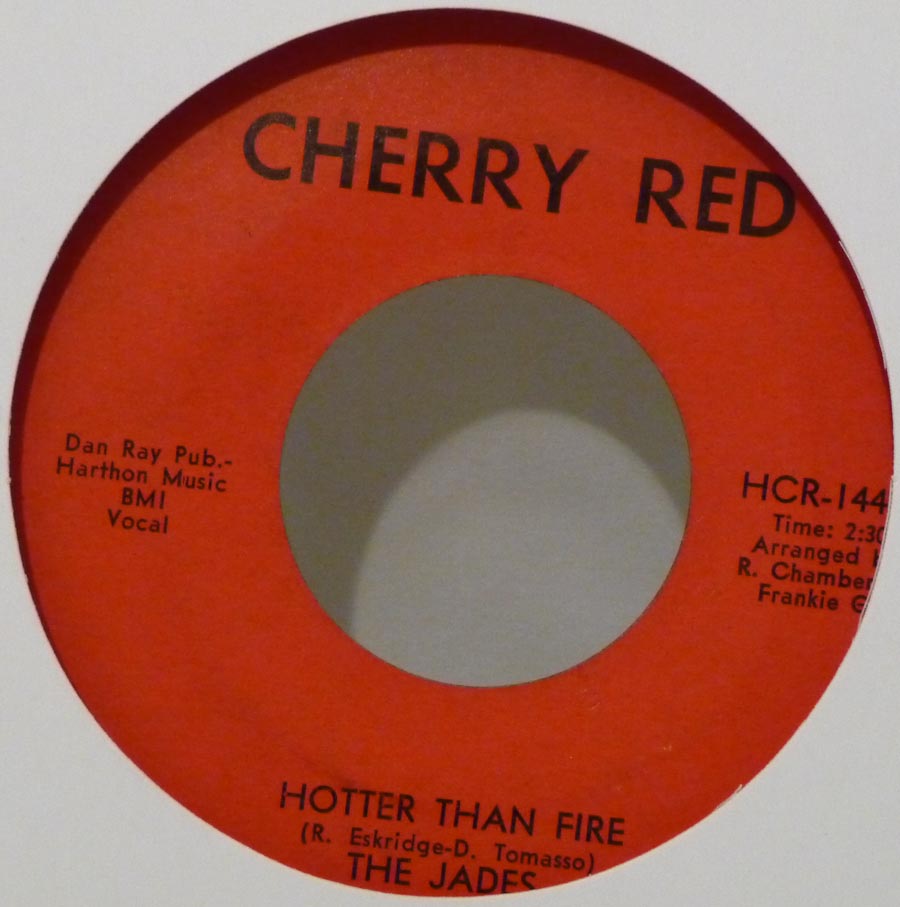 CHERRY RED
Dan Ray Pub.-
Harthon Music
BMI
Vocal
HCR-144
Time: 2:30
Arranged
R. Chamber
Frankie G
HOTTER THAN FIRE
(R. Eskridge-D. Tomasso)
THE JADES